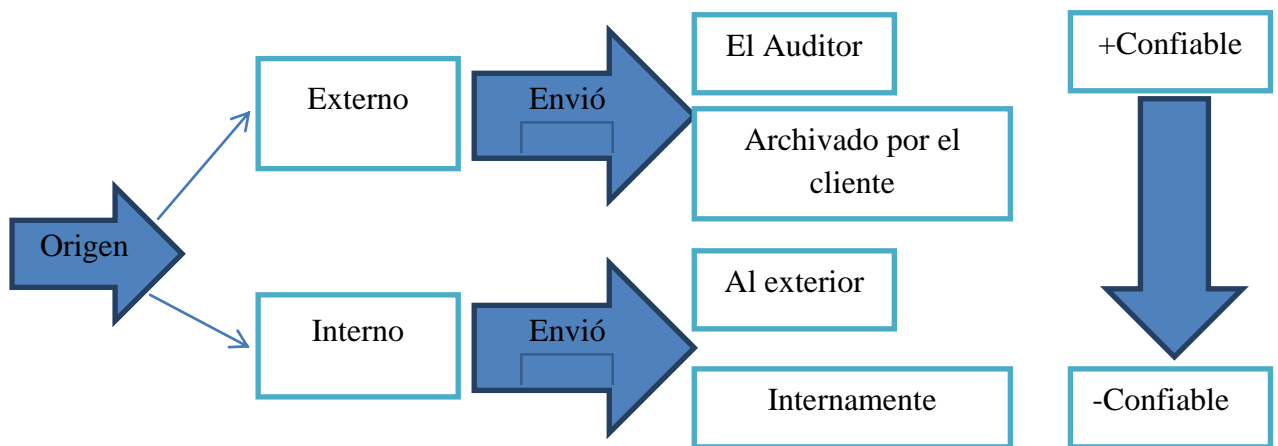 Origen
Externo
Envió
El Auditor
Archivado por el
cliente
Interno
Envió
Al exterior
Internamente
+Confiable
-Confiable